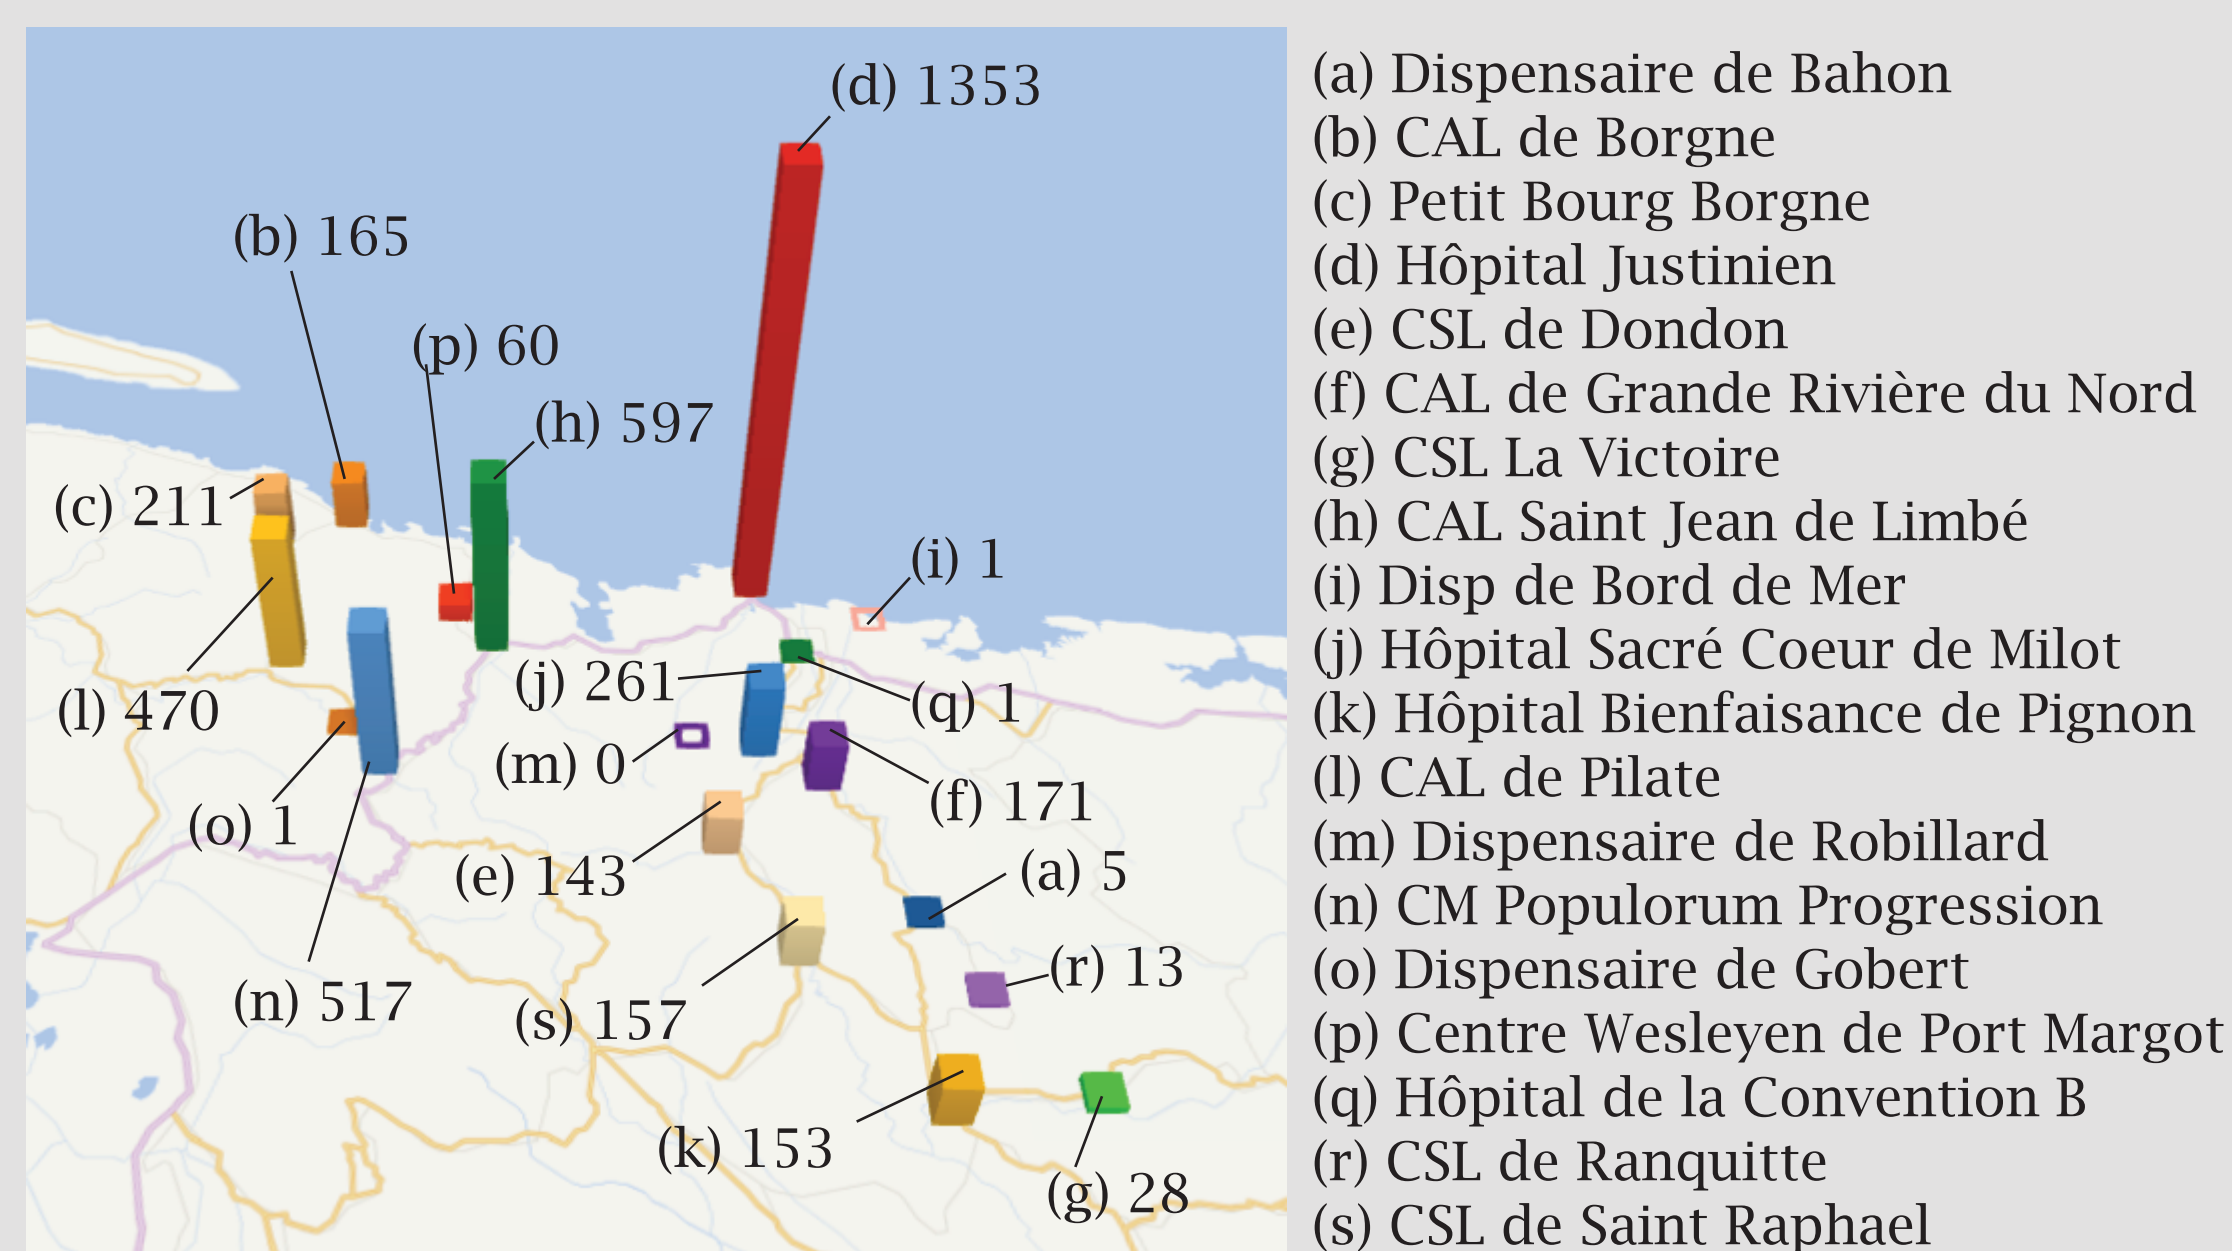 (d) 1353
(b) 165
(p) 60
(h) 597
(c) 211
(i) 1
(j) 261
(l) 470
(q) 1
(m) 0
(f) 171
(o) 1
(e) 143
(a) 5
(r) 13
(n) 517
(s) 157
(k) 153
(g) 28
(a) Dispensaire de Bahon
(b) CAL de Borgne
(c) Petit Bourg Borgne
(d) Hôpital Justinien
(e) CSL de Dondon
(f) CAL de Grande Rivière du Nord
(g) CSL La Victoire
(h) CAL Saint Jean de Limbé
(i) Disp de Bord de Mer
(j) Hôpital Sacré Coeur de Milot
(k) Hôpital Bienfaisance de Pignon
(l) CAL de Pilate
(m) Dispensaire de Robillard
(n) CM Populorum Progression
(o) Dispensaire de Gobert
(p) Centre Wesleyen de Port Margot
(q) Hôpital de la Convention B
(r) CSL de Ranquitte
(s) CSL de Saint Raphael